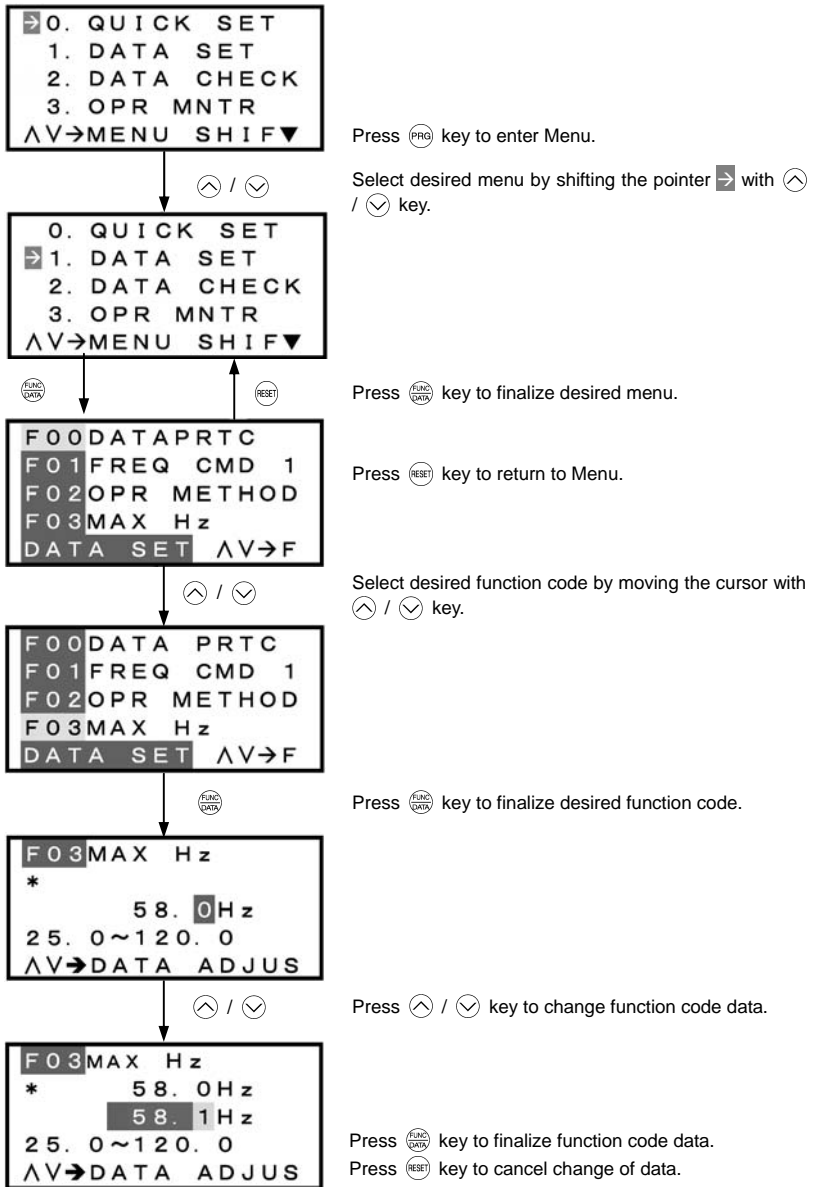 →0. QUICK SET
1. DATA SET
2. DATA CHECK
3. OPR MNTR
∧∨→MENU SHIF▼
Press PRG key to enter Menu.
∧ / ∨
Select desired menu by shifting the pointer → with ∧
/ ∨ key.
0. QUICK SET
→1. DATA SET
2. DATA CHECK
3. OPR MNTR
∧∨→MENU SHIF▼
FUNC
DATA
RESET
Press FUNC DATA key to finalize desired menu.
F00DATAPRTC
F01FREQ CMD 1
F02OPR METHOD
F03MAX Hz
DATA SET ∧∨→F
Press RESET key to return to Menu.
∧ / ∨
Select desired function code by moving the cursor with
∧ / ∨ key.
F00DATA PRTC
F01FREQ CMD 1
F02OPR METHOD
F03MAX Hz
DATA SET ∧∨→F
FUNC
DATA
Press FUNC DATA key to finalize desired function code.
F03MAX Hz
*
58. 0Hz
25. 0~120. 0
∧∨→DATA ADJUS
∧ / ∨
Press ∧ / ∨ key to change function code data.
F03MAX Hz
* 58. 0Hz
58. 1Hz
25. 0~120. 0
∧∨→DATA ADJUS
Press FUNC DATA key to finalize function code data.
Press RESET key to cancel change of data.